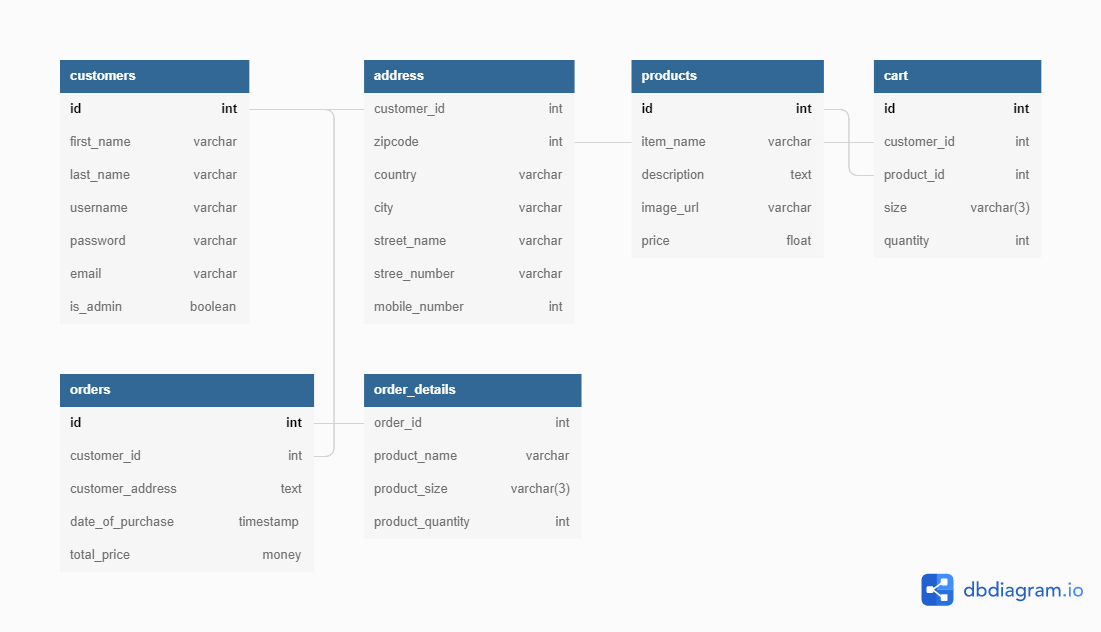 customers
id int
first_name varchar
last_name varchar
username varchar
password varchar
email varchar
is_admin boolean
address
customer_id int
zipcode int
country varchar
city varchar
street_name varchar
stree_number varchar
mobile_number int
products
id int
item_name varchar
description text
image_url varchar
price float
cart
id int
customer_id int
product_id int
size varchar(3)
quantity int
orders
id int
customer_id int
customer_address text
date_of_purchase timestamp
total_price money
order_details
order_id int
product_name varchar
product_size varchar(3)
product_quantity int
dbdiagram.io